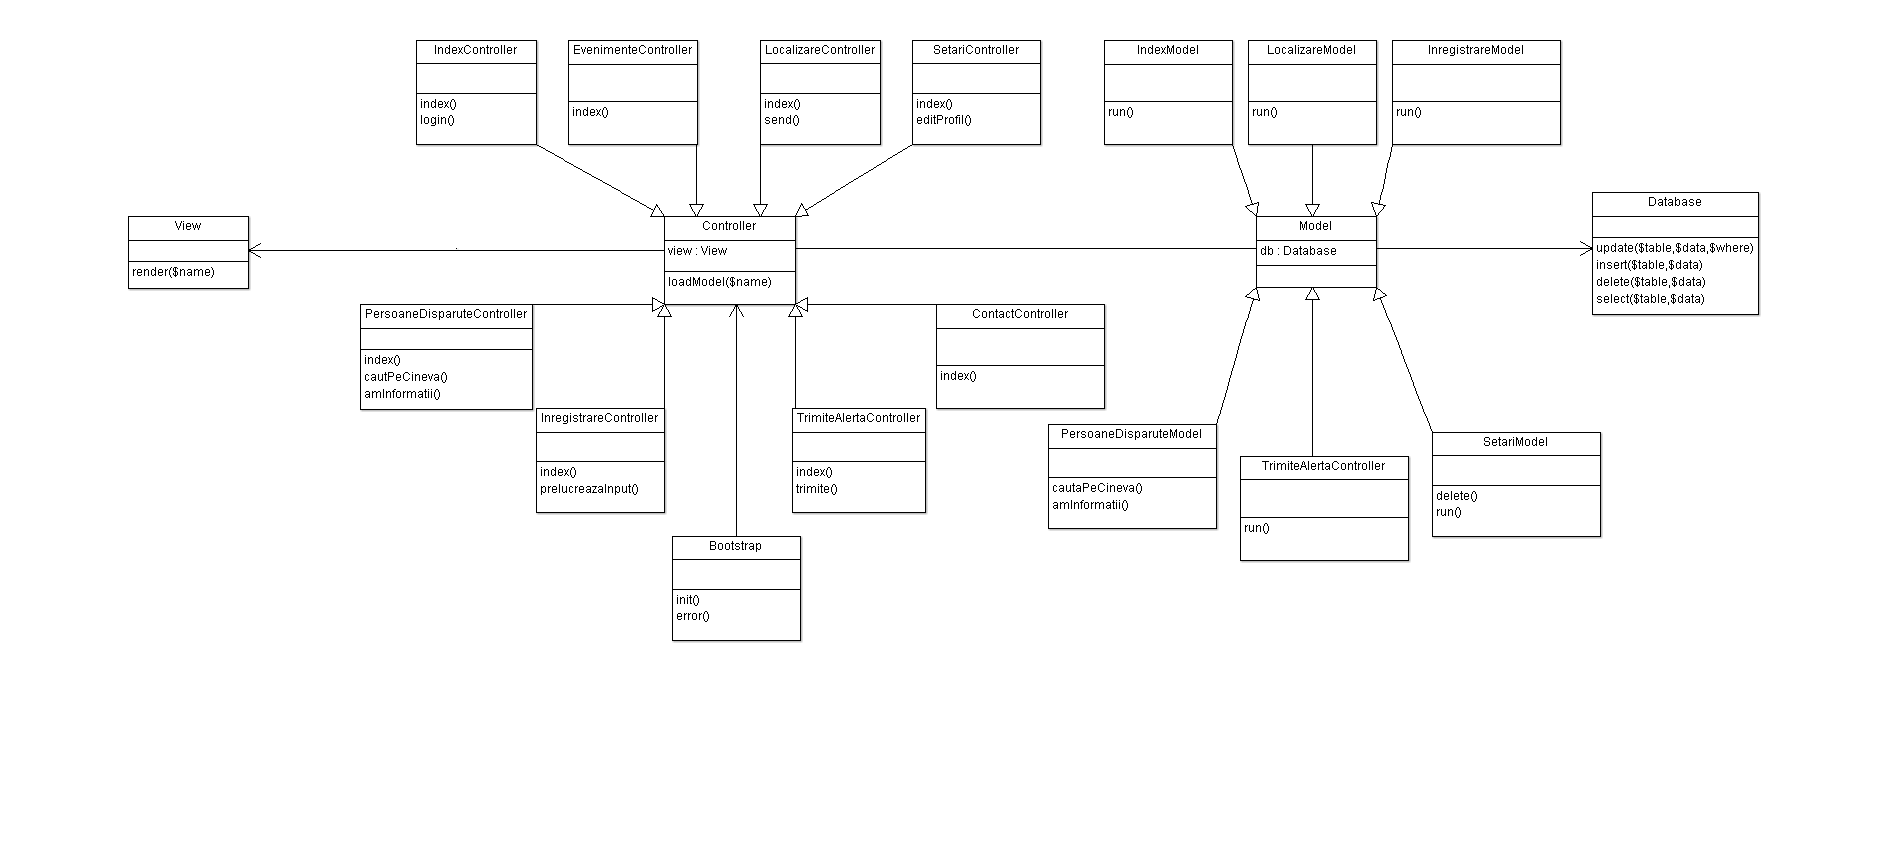 IndexController
index()
login()
EvenimenteController
index()
LocalizareController
index()
send()
SetariController
index()
editProfil()
IndexModel
run()
LocalizareModel
run()
InregistrareModel
run()
View
render($name)
Controller
view : View
loadModel($name)
Model
db : Database
Database
update($table,$data,$where)
insert($table,$data)
delete($table,$data)
select($table,$data)
PersoaneDisparuteController
index()
cautPeCineva()
amInformatii()
ContactController
index()
InregistrareController
index()
prelucreazaInput()
TrimiteAlertaController
index()
trimite()
PersoaneDisparuteModel
cautaPeCineva()
amInformatii()
TrimiteAlertaController
run()
SetariModel
delete()
run()
Bootstrap
init()
error()